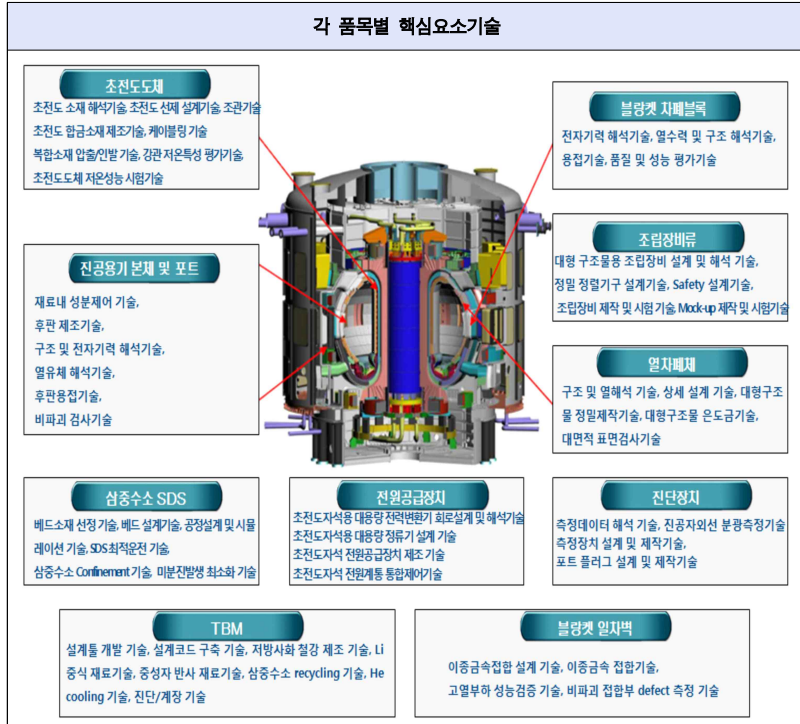 각 품목별 핵심요소기술
초전도도체
초전도 소재 해석기술, 초전도 선재 설계기술, 조관기술
초전도 합금소재 제조기술, 케이블링 기술
복합소재 압출/인발 기술, 강관 저온특성 평가기술,
초전도도체 저온성능 시험기술
블랑켓 차폐블록
전자기력 해석기술, 열수력 및 구조 해석기술,
용접기술, 품질 및 성능 평가기술
진공용기 본체 및 포트
재료내 성분제어 기술,
후판 제조기술,
구조 및 전자기력 해석기술,
열유체 해석기술,
후판용접기술,
비파괴 검사기술
조립장비류
대형 구조물용 조립장비 설계 및 해석 기술,
정밀 정렬기구 설계기술, Safety 설계기술,
조립장비 제작 및 시험 기술, Mock-up 제작 및 시험기술
열차폐체
구조 및 열해석 기술, 상세 설계 기술, 대형구조
물 정밀제작기술, 대형구조물 은도금기술,
대면적 표면검사기술
삼중수소 SDS
베드소재 선정 기술, 베드 설계기술, 공정설계 및 시뮬
레이션 기술, SDS 최적운전 기술,
삼중수소 Confinement 기술, 미분진발생 최소화 기술
전원공급장치
초전도자석용 대용량 전력변환기 회로설계 및 해석기술
초전도자석용 대용량 정류기 설계 기술
초전도자석 전원공급장치 제조 기술
초전도자석 전원계통 통합제어기술
진단장치
측정데이터 해석 기술, 진공자외선 분광측정기술
측정장치 설계 및 제작기술,
포트 플러그 설계 및 제작기술
TBM
설계툴 개발 기술, 설계코드 구축 기술, 저방사화 철강 제조 기술, Li
중식 재료기술, 중성자 반사 재료기술, 삼중수소 recycling 기술, He
cooling 기술, 진단/계장 기술
블랑켓 일차벽
이종금속접합 설계 기술, 이종금속 접합기술,
고열부하 성능검증 기술, 비파괴 접합부 defect 측정 기술